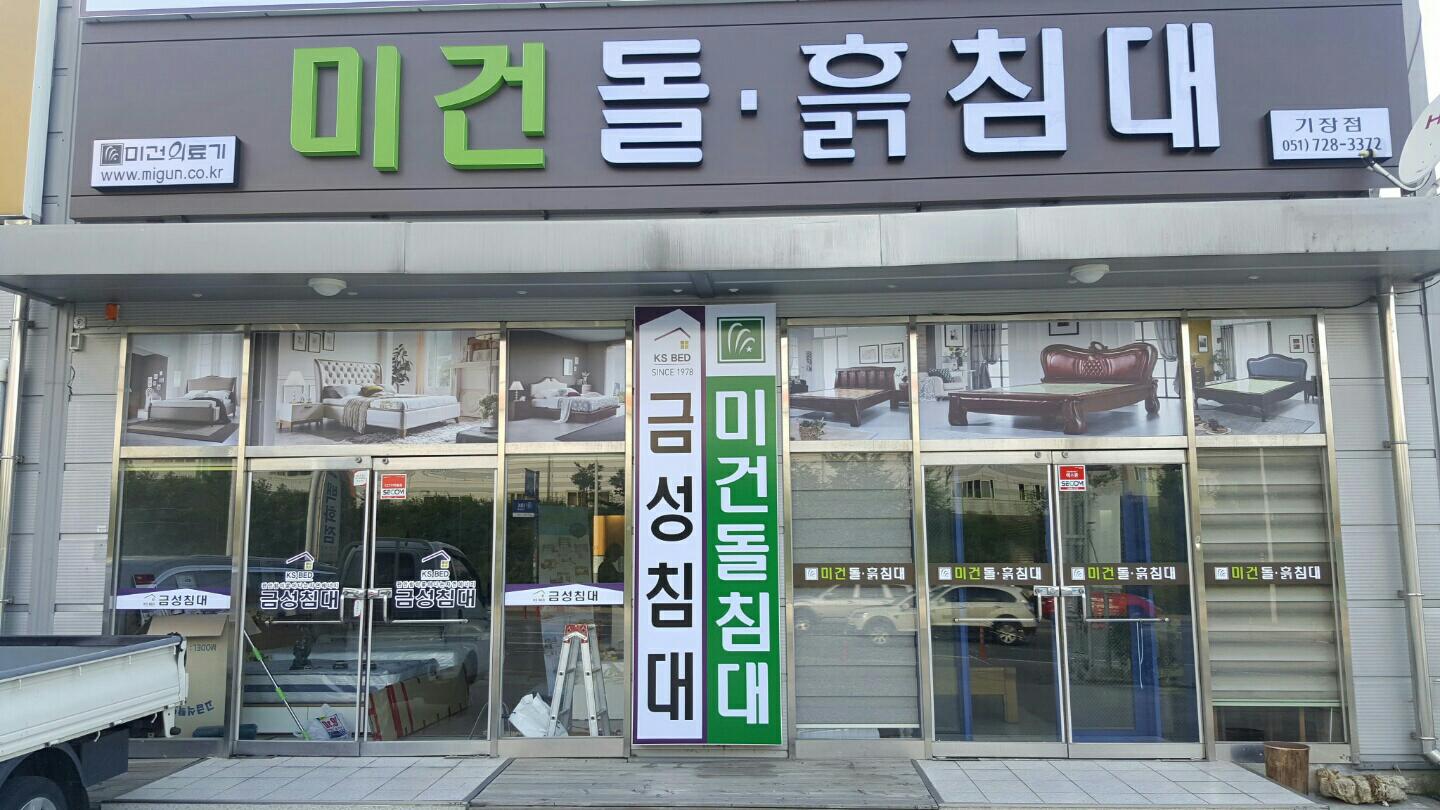 미건 돌·흙침대
미건의료기
www.migun.co.kr
기장점
051) 728-3372
KS BED
SINCE 1978
금성침대
미건돌침대
SECOM
SECOM
KS BED
금성침대
KS BED
금성침대
금성침대
금성침대
미건 돌·흙침대
미건 돌·흙침대
미건 돌·흙침대
미건 돌·흙침대
MODEL: